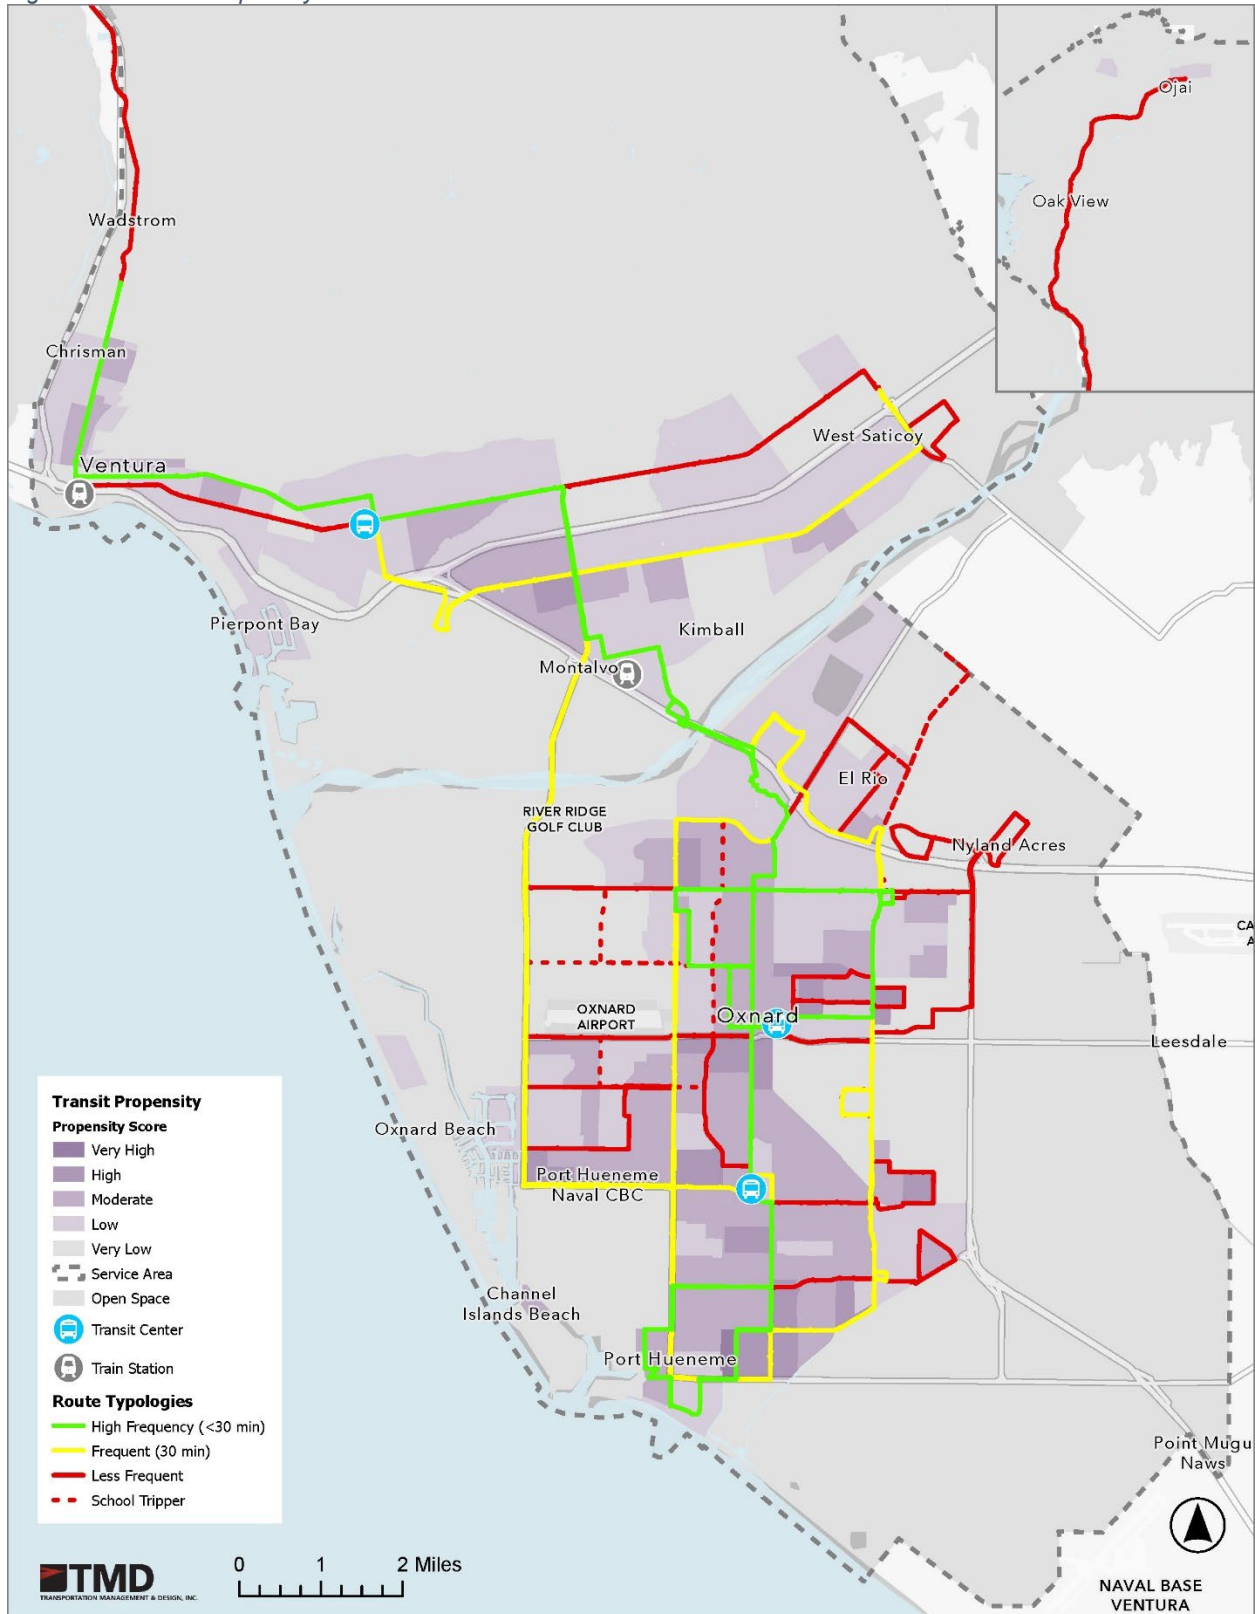 Ojai
Oak View
Wadstrom
Chrisman
Ventura
West Saticoy
Pierpont Bay
Kimball
Montalvo
El Rio
RIVER RIDGE
GOLF CLUB
Nyland Acres
CA
A
OXNARD
AIRPORT
Oxnard
Leesdale
Oxnard Beach
Port Hueneme
Naval CBC
Channel
Islands Beach
Port Hueneme
Point Mugu
Naws
NAVAL BASE
VENTURA
Transit Propensity
Propensity Score
Very High
High
Moderate
Low
Very Low
Service Area
Open Space
Transit Center
Train Station
Route Typologies
High Frequency (<30 min)
Frequent (30 min)
Less Frequent
School Tripper
TMD
TRANSPORTATION MANAGEMENT & DESIGN, INC.
0 1 2 Miles